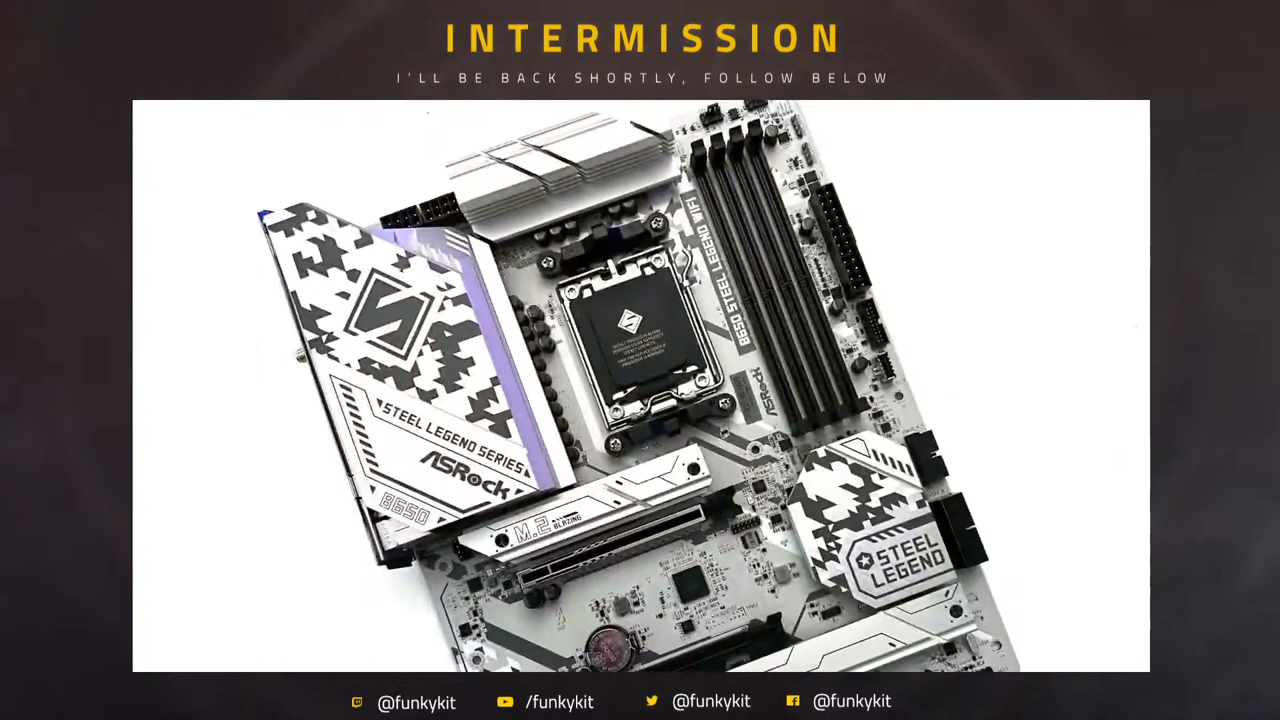 INTERMISSION
I'LL BE BACK SHORTLY, FOLLOW BELOW
B650 STEEL LEGEND WIFI
ASRock
STEEL LEGEND SERIES
ASRock
B650
M.2 BLAZING
STEEL
LEGEND
@funkykit
/funkykit
@funkykit
@funkykit